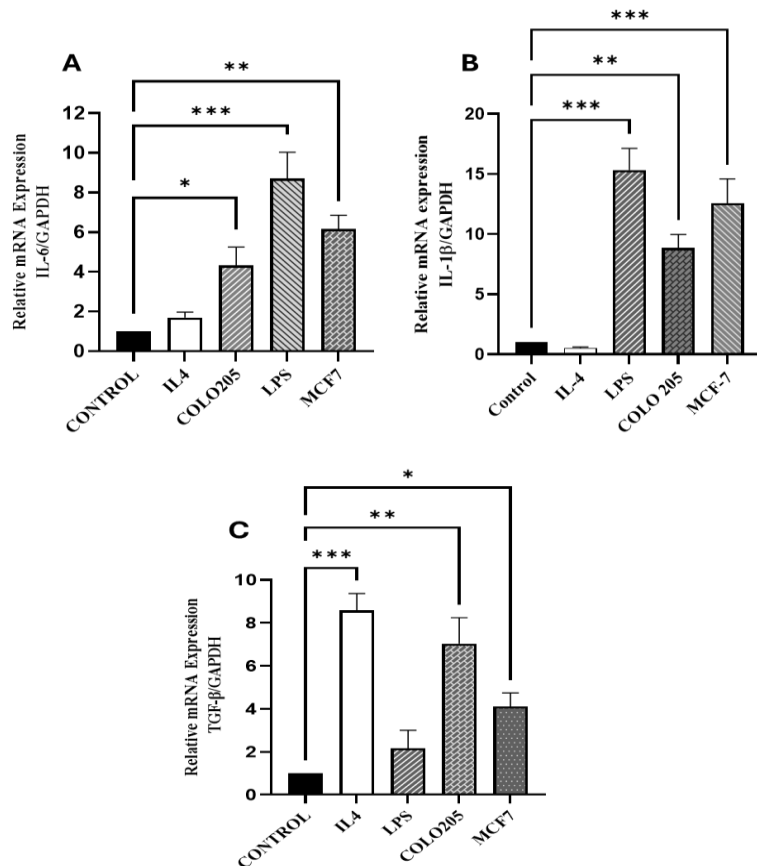 A
**
***
*
12
10
8
6
4
2
0
Relative mRNA Expression
IL-6/GAPDH
CONTROL
IL4
COLO205
LPS
MCF7
B
***
**
***
20
15
10
5
0
Relative mRNA expression
IL-1β/GAPDH
Control
IL-4
LPS
COLO 205
MCF-7
C
*
**
***
10
8
6
4
2
0
Relative mRNA Expression
TGF-β/GAPDH
CONTROL
IL4
LPS
COLO205
MCF7